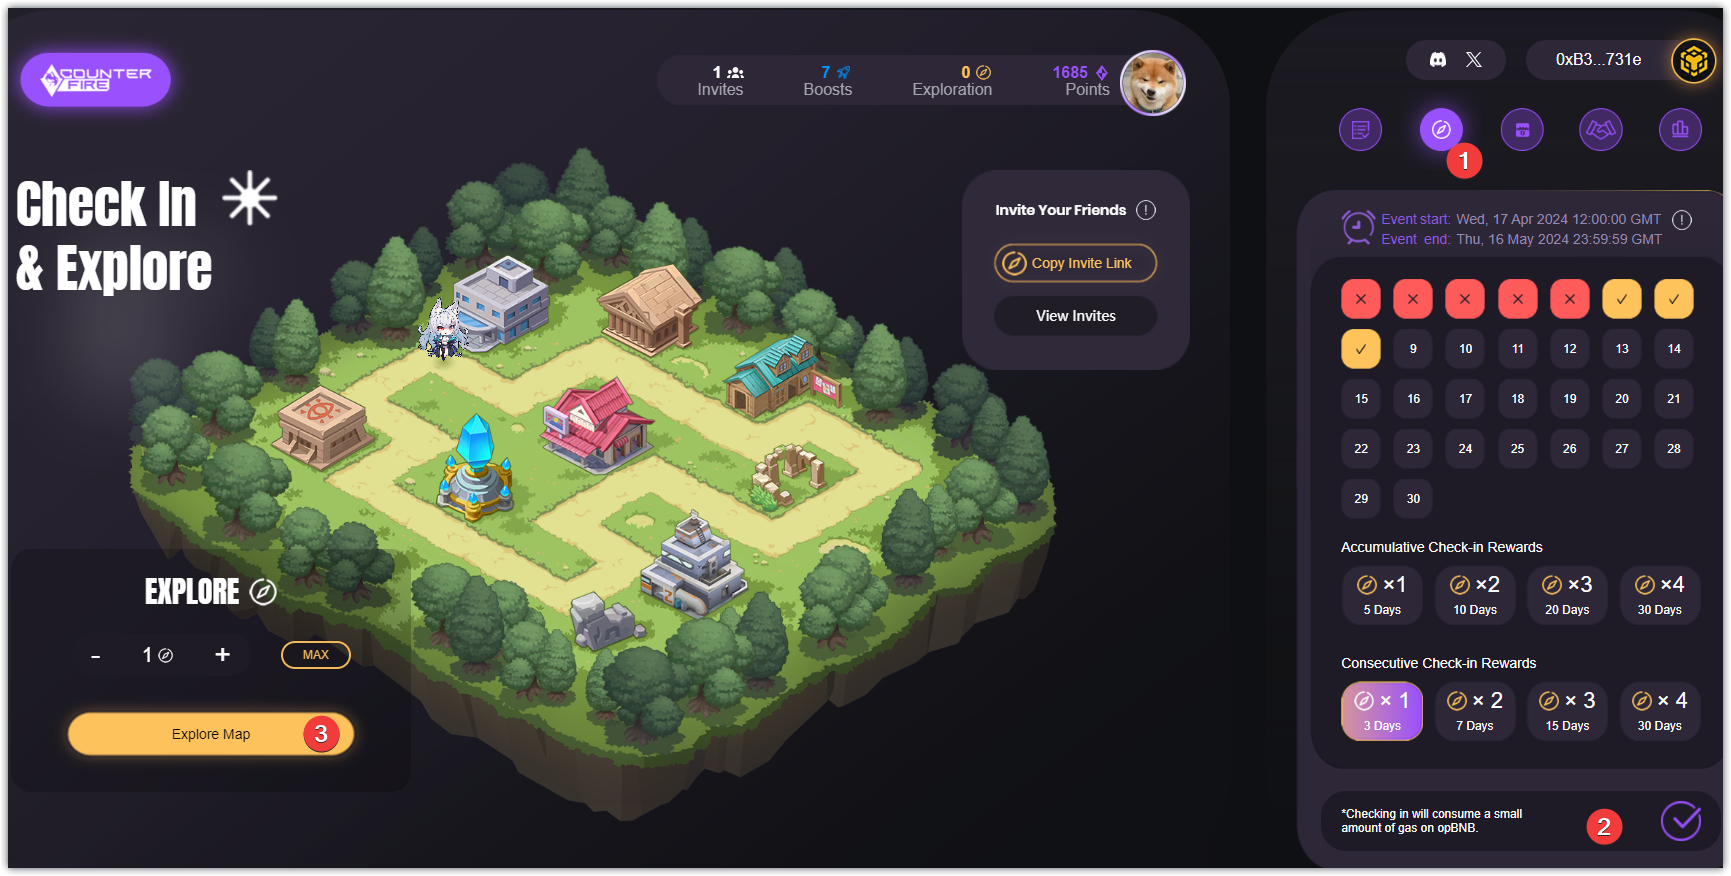 COUNTER
FIRE
1
Invites
7
Boosts
0
Exploration
1685
Points
0xB3...731e
1
Check In
& Explore
Invite Your Friends
Copy Invite Link
View Invites
Event start: Wed, 17 Apr 2024 12:00:00 GMT
Event end: Thu, 16 May 2024 23:59:59 GMT
9 10 11 12 13 14
15 16 17 18 19 20 21
22 23 24 25 26 27 28
29 30
Accumulative Check-in Rewards
×1 ×2 ×3 ×4
5 Days 10 Days 20 Days 30 Days
Consecutive Check-in Rewards
× 1 × 2 × 3 × 4
3 Days 7 Days 15 Days 30 Days
*Checking in will consume a small
amount of gas on opBNB.
2
EXPLORE
- 1 + MAX
Explore Map 3